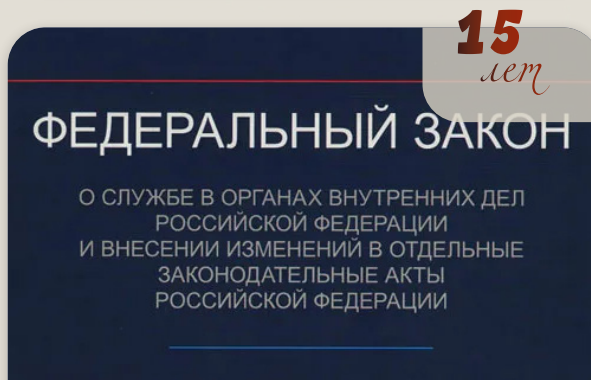 15
лет
ФЕДЕРАЛЬНЫЙ ЗАКОН
О СЛУЖБЕ В ОРГАНАХ ВНУТРЕННИХ ДЕЛ
РОССИЙСКОЙ ФЕДЕРАЦИИ
И ВНЕСЕНИИ ИЗМЕНЕНИЙ В ОТДЕЛЬНЫЕ
ЗАКОНОДАТЕЛЬНЫЕ АКТЫ
РОССИЙСКОЙ ФЕДЕРАЦИИ